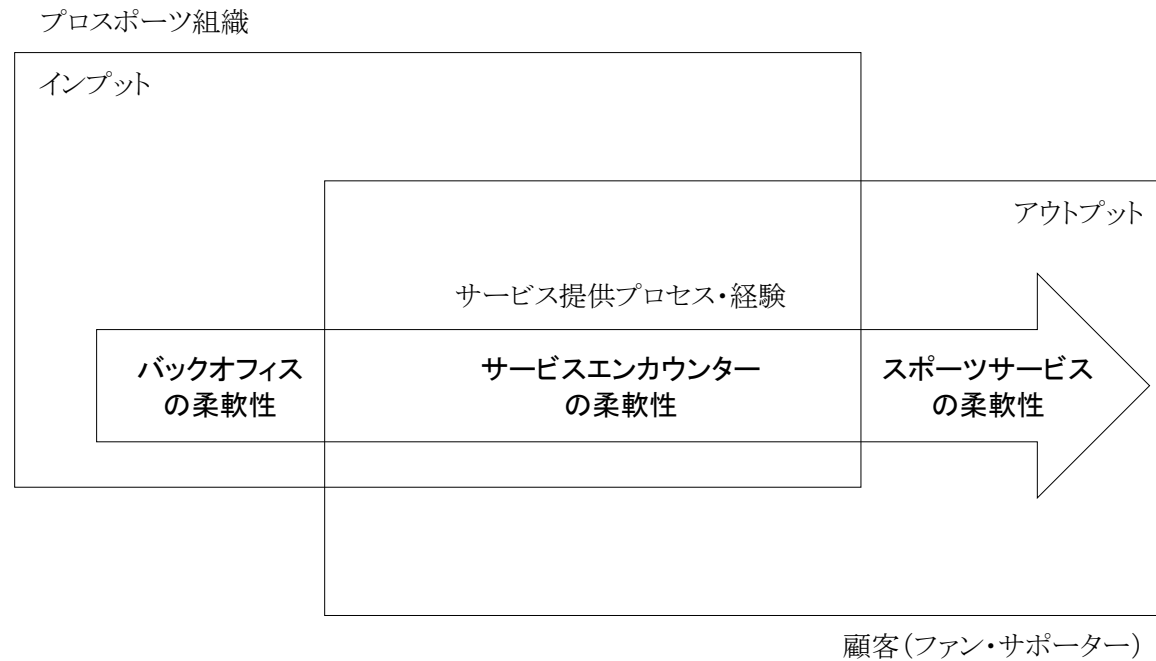 プロスポーツ組織
インプット
アウトプット
サービス提供プロセス・経験
バックオフィス
の柔軟性
サービスエンカウンター
の柔軟性
スポーツサービス
の柔軟性
顧客(ファン・サポーター)